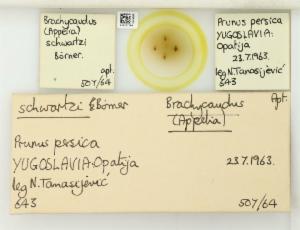 Brachycaudus
(Appelia)
schwartzi
Börner.
apt.
507/64
Prunus persica
YUGOSLAVIA:
Opatija
23.7.1963.
leg N. Tanasijević
643
schwartzi Börner
Brachycaudus
(Appelia)
Apt.
Prunus persica
YUGOSLAVIA: Opatija
23.7.1963.
leg N. Tanasijević
643
507/64